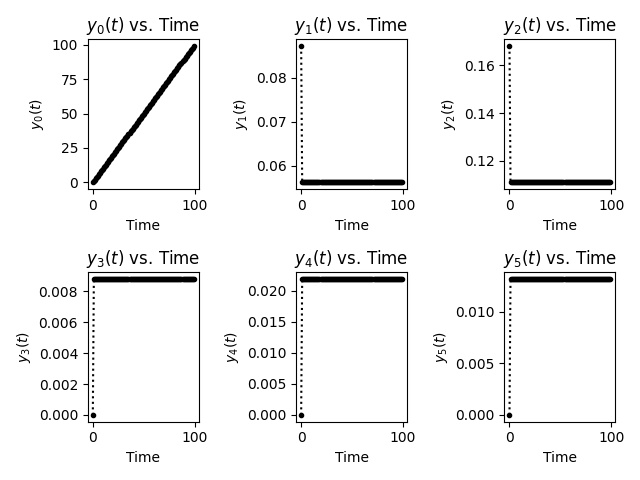 y₀(t) vs. Time
y₁(t) vs. Time
y₂(t) vs. Time
100
75
50
25
0
y₀(t)
0 100
Time
0.08
0.07
0.06
y₁(t)
0 100
Time
0.16
0.14
0.12
y₂(t)
0 100
Time
y₃(t) vs. Time
y₄(t) vs. Time
y₅(t) vs. Time
0.008
0.006
0.004
0.002
0.000
y₃(t)
0 100
Time
0.020
0.015
0.010
0.005
0.000
y₄(t)
0 100
Time
0.010
0.005
0.000
y₅(t)
0 100
Time